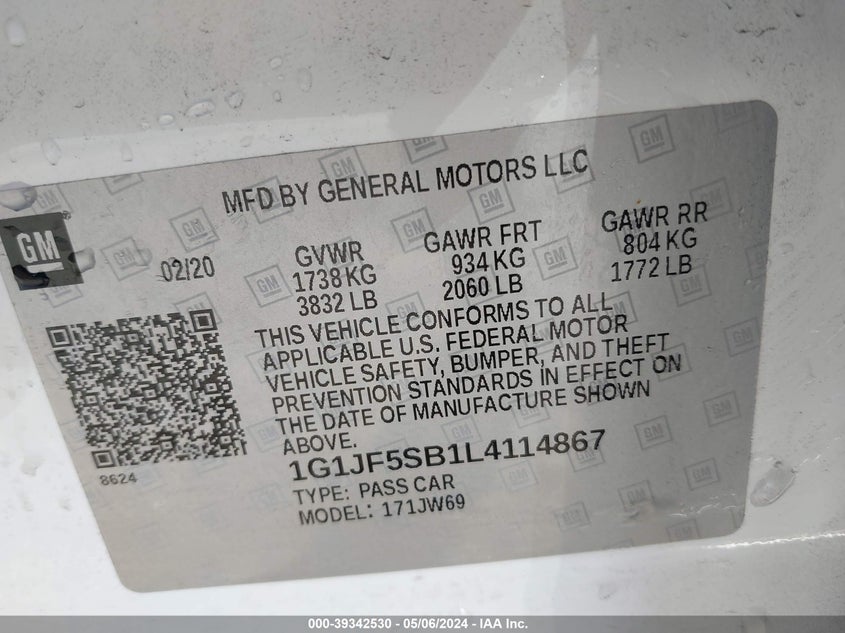 MFD BY GENERAL MOTORS LLC
GM
02/20
GVWR
1738 KG
3832 LB
GAWR FRT
934 KG
2060 LB
GAWR RR
804 KG
1772 LB
THIS VEHICLE CONFORMS TO ALL
APPLICABLE U.S. FEDERAL MOTOR
VEHICLE SAFETY, BUMPER, AND THEFT
PREVENTION STANDARDS IN EFFECT ON
THE DATE OF MANUFACTURE SHOWN
ABOVE.
8624
1G1JF5SB1L4114867
TYPE: PASS CAR
MODEL: 171JW69
000-39342530 - 05/06/2024 - IAA Inc.